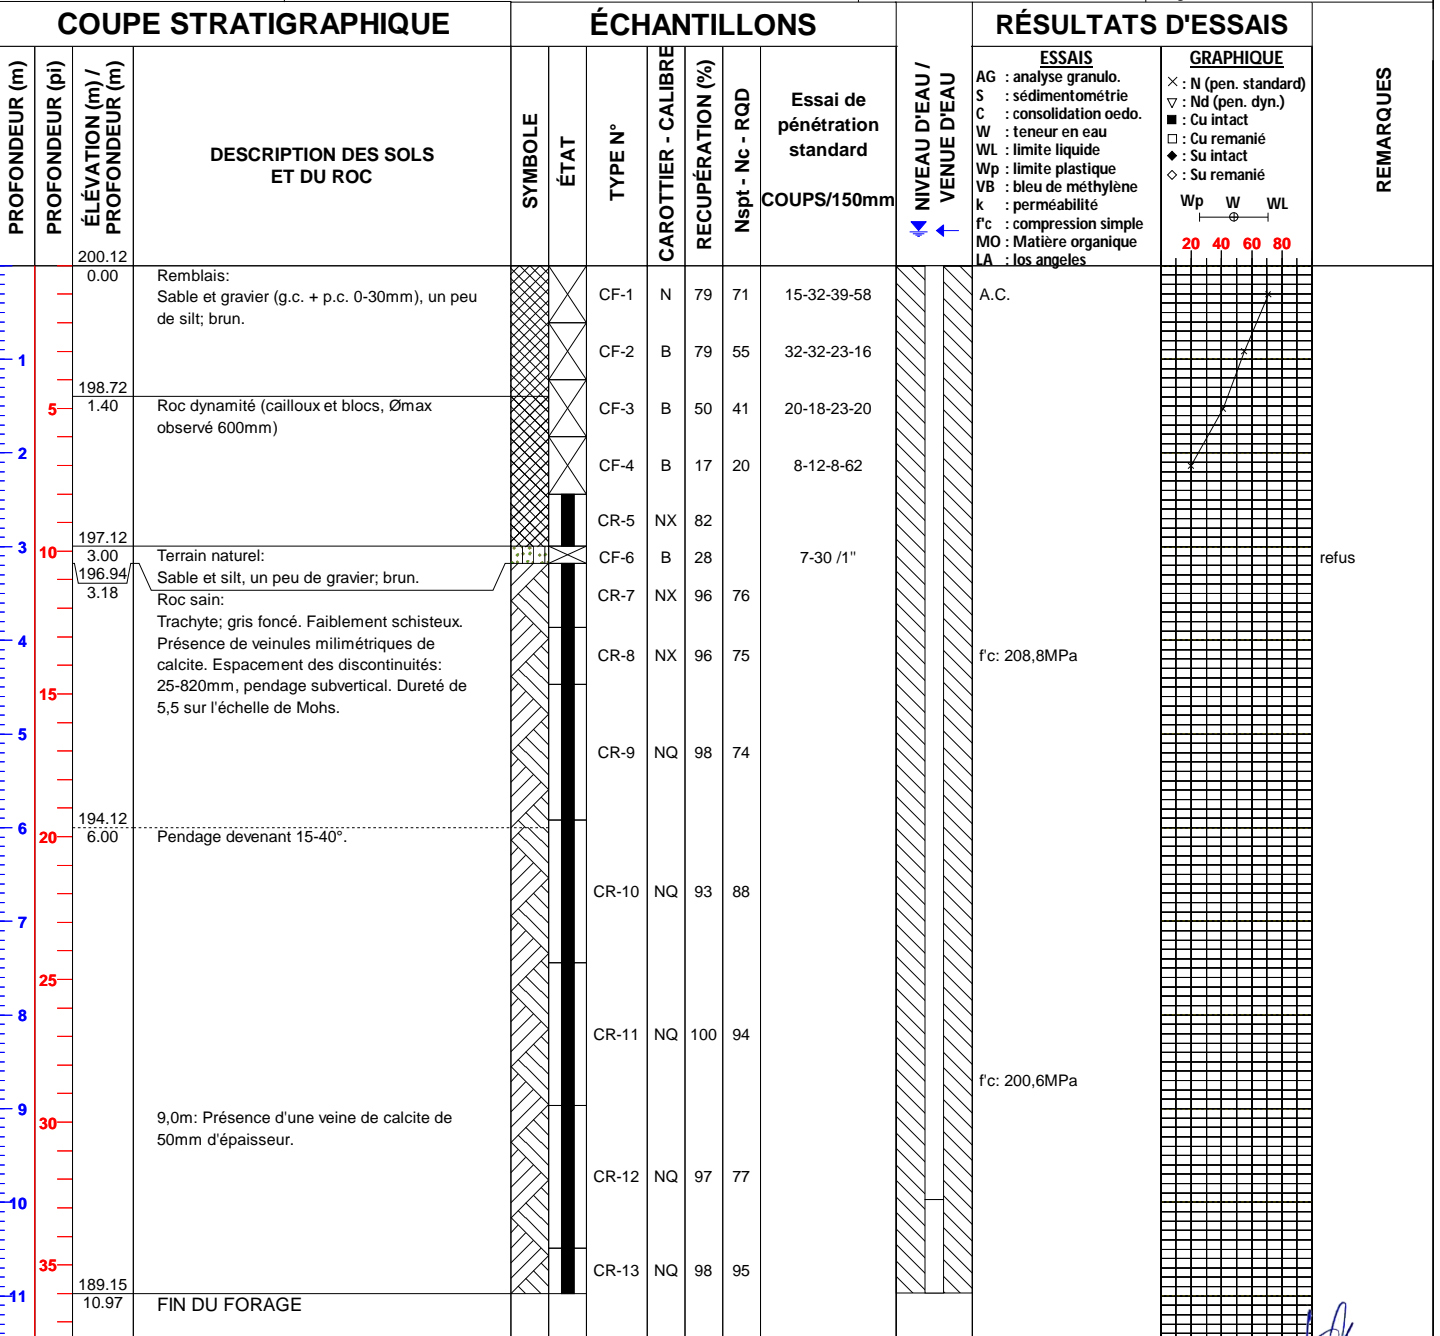 COUPE STRATIGRAPHIQUE
ÉCHANTILLONS
RÉSULTATS D'ESSAIS
PROFONDEUR (m)
PROFONDEUR (pi)
ÉLÉVATION (m) /
PROFONDEUR (m)
DESCRIPTION DES SOLS
ET DU ROC
SYMBOLE
ÉTAT
TYPE N°
CAROTTIER - CALIBRE
RECUPÉRATION (%)
Nspt - Nc - RQD
Essai de
pénétration
standard
COUPS/150mm
NIVEAU D'EAU /
VENUE D'EAU
ESSAIS
AG : analyse granulo.
S : sédimentométrie
C : consolidation oedo.
W : teneur en eau
WL : limite liquide
Wp : limite plastique
VB : bleu de méthylène
k : perméabilité
f'c : compression simple
MO : Matière organique
LA : los angeles
GRAPHIQUE
× : N (pen. standard)
▽ : Nd (pen. dyn.)
■ : Cu intact
□ : Cu remanié
◆ : Su intact
◇ : Su remanié
Wp W WL
20 40 60 80
REMARQUES
200.12
0.00 Remblais:
Sable et gravier (g.c. + p.c. 0-30mm), un peu
de silt; brun.
CF-1 N 79 71 15-32-39-58 A.C.
1
CF-2 B 79 55 32-32-23-16
198.72
1.40 Roc dynamité (cailloux et blocs, Ømax
observé 600mm)
5
CF-3 B 50 41 20-18-23-20
2
CF-4 B 17 20 8-12-8-62
CR-5 NX 82
197.12
3
10
3.00 Terrain naturel:
Sable et silt, un peu de gravier; brun.
CF-6 B 28 7-30 /1" refus
196.94
3.18 Roc sain:
Trachyte; gris foncé. Faiblement schisteux.
Présence de veinules milimétriques de
calcite. Espacement des discontinuités:
25-820mm, pendage subvertical. Dureté de
5,5 sur l'échelle de Mohs.
CR-7 NX 96 76
4
CR-8 NX 96 75 f'c: 208,8MPa
15
5
CR-9 NQ 98 74
194.12
6
20
6.00 Pendage devenant 15-40°.
CR-10 NQ 93 88
7
25
8
CR-11 NQ 100 94
f'c: 200,6MPa
9
30
9,0m: Présence d'une veine de calcite de
50mm d'épaisseur.
CR-12 NQ 97 77
10
35
CR-13 NQ 98 95
189.15
11
10.97 FIN DU FORAGE